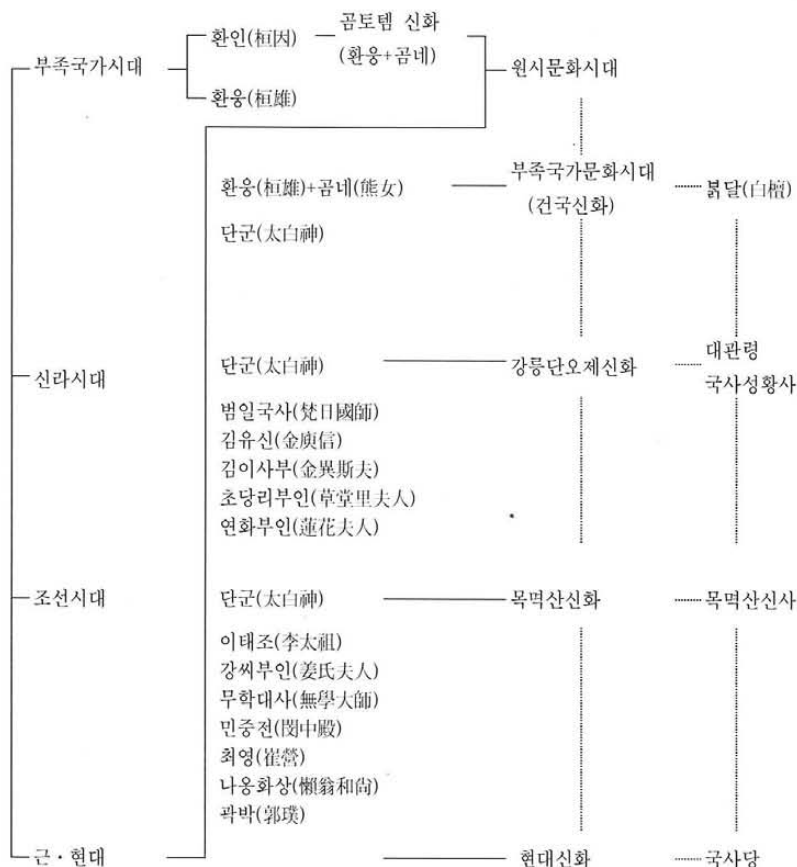 곰토템 신화
환인(桓因)
(환웅+곰네)
부족국가시대
원시문화시대
환웅(桓雄)
부족국가문화시대
환웅(桓雄)+곰네(熊女)
붉달(白檀)
(건국신화)
단군(太白神)
대관령
단군(太白神)
강릉단오제신화
신라시대
국사성황사
범일국사(梵日國師)
김유신(金庾信)
김이사부(金異斯夫)
초당리부인(草堂里夫人)
연화부인(蓮花夫人)
조선시대
단군(太白神)
목멱산신화
목멱산신사
이태조(李太祖)
강씨부인(姜氏夫人)
무학대사(無學大師)
민중전(閔中殿)
최영(崔營)
나옹화상(懶翁和尙)
곽박(郭璞)
근·현대
현대신화
국사당